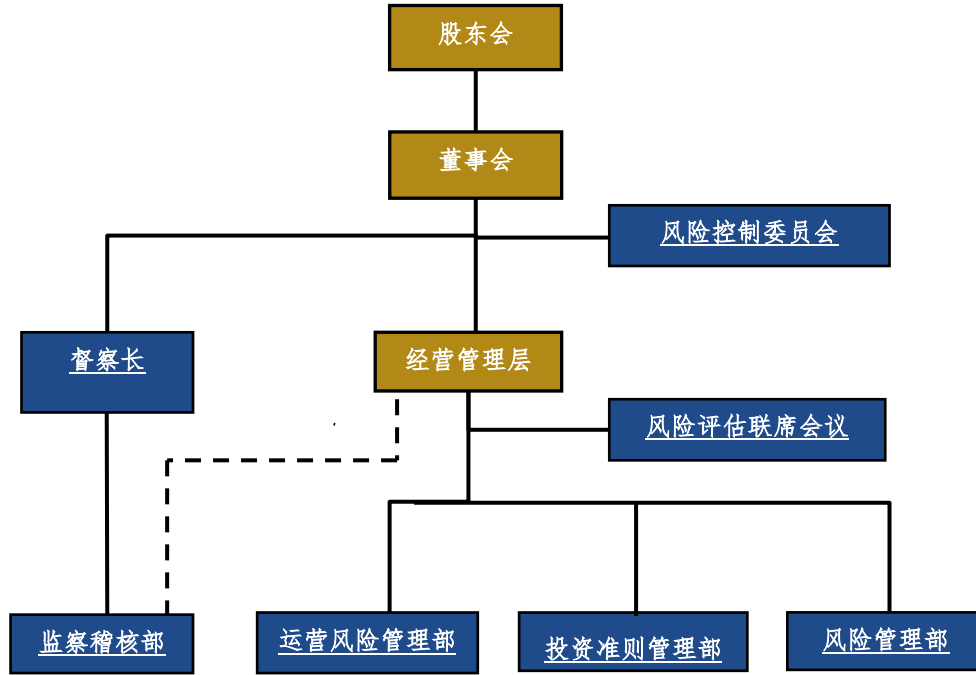 股东会
董事会
风险控制委员会
督察长
经营管理层
风险评估联席会议
监察稽核部
运营风险管理部
投资准则管理部
风险管理部